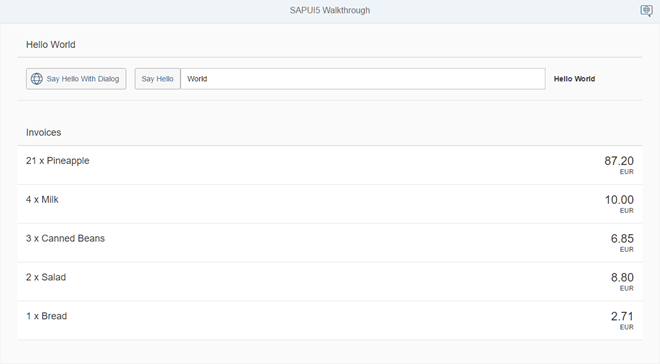 SAPUI5 Walkthrough
Hello World
Say Hello With Dialog Say Hello World Hello World
Invoices
21 x Pineapple 87.20
EUR
4 x Milk 10.00
EUR
3 x Canned Beans 6.85
EUR
2 x Salad 8.80
EUR
1 x Bread 2.71
EUR